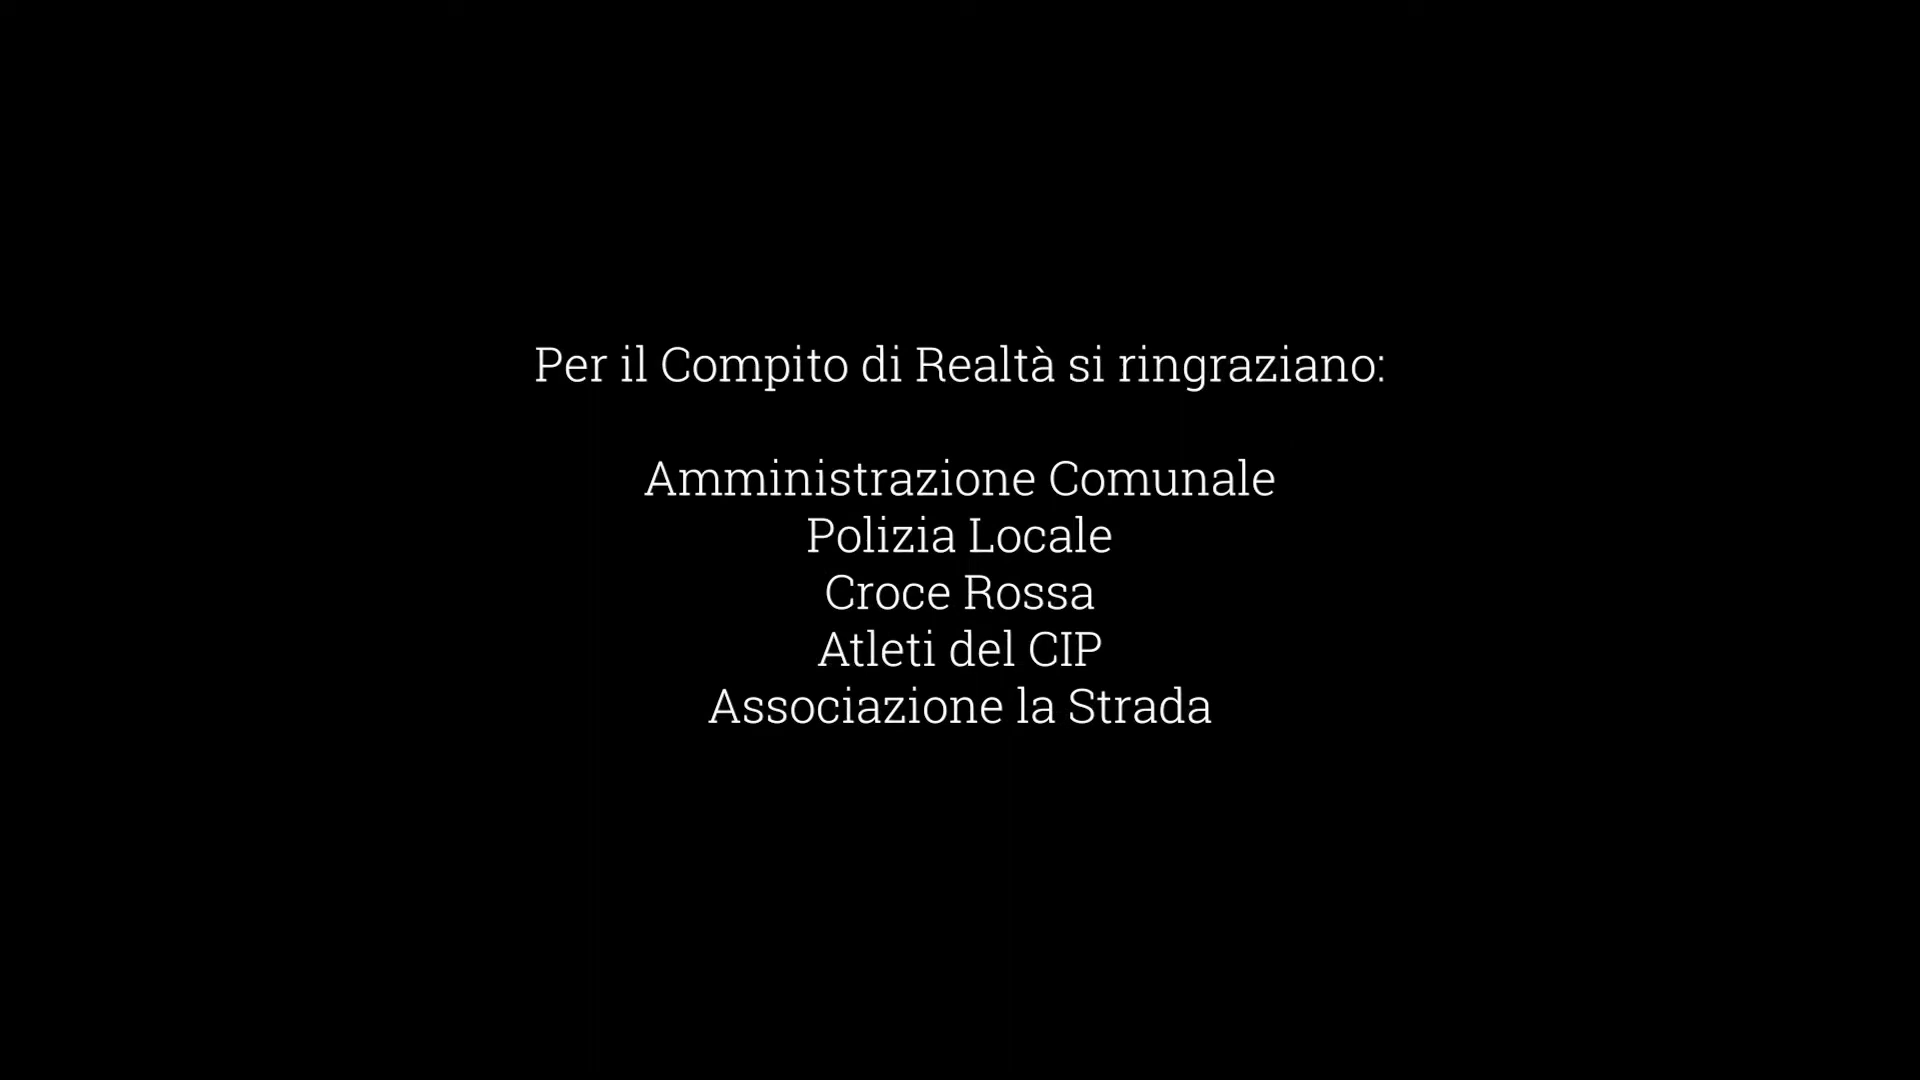 Per il Compito di Realtà si ringraziano:
Amministrazione Comunale
Polizia Locale
Croce Rossa
Atleti del CIP
Associazione la Strada